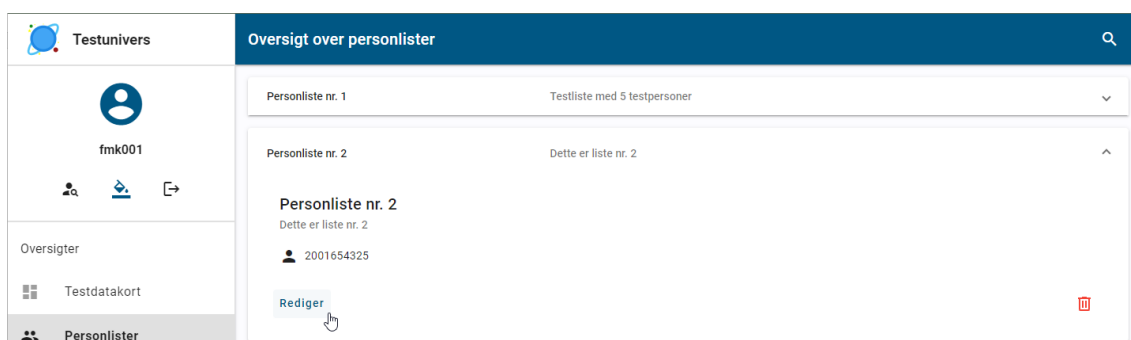 Testunivers
fmk001
Oversigter
Testdatakort
Personlister
Oversigt over personlister
Personliste nr. 1 Testliste med 5 testpersoner
Personliste nr. 2 Dette er liste nr. 2
Personliste nr. 2
Dette er liste nr. 2
2001654325
Rediger